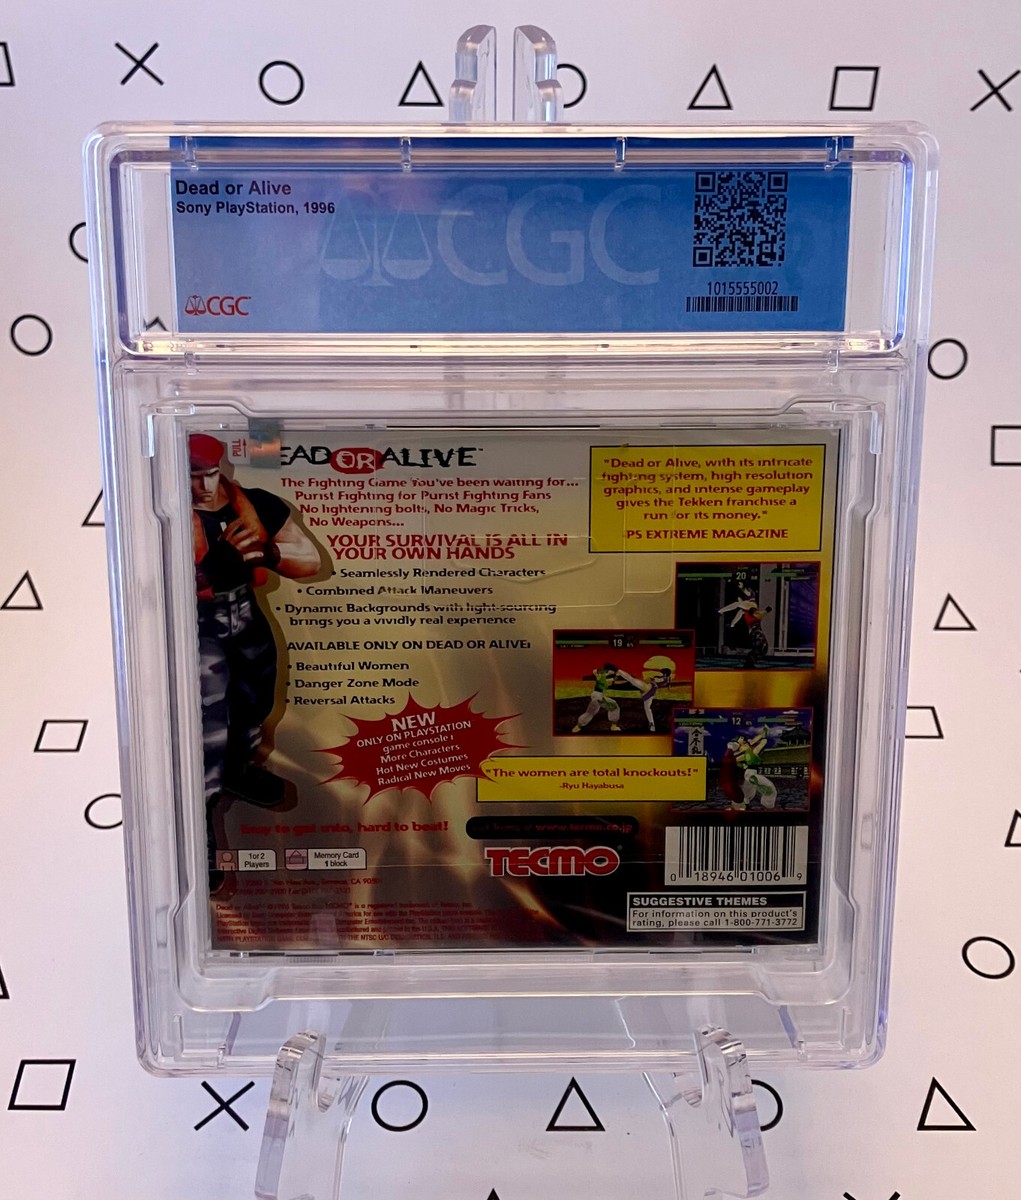 Dead or Alive
Sony PlayStation, 1996
CGC
CGC
1015555002
PULL
EAD OR ALIVE™
The Fighting Game You've been waiting for...
Purist Fighting for Purist Fighting Fans
No lightening bolts, No Magic Tricks,
No Weapons...
YOUR SURVIVAL IS ALL IN
YOUR OWN HANDS
• Seamlessly Rendered Characters
• Combined Attack Maneuvers
• Dynamic Backgrounds with light-sourcing
brings you a vividly real experience
AVAILABLE ONLY ON DEAD OR ALIVE:
• Beautiful Women
• Danger Zone Mode
• Reversal Attacks
NEW
ONLY ON PLAYSTATION
game console!
More Characters
Hot New Costumes
Radical New Moves
"Dead or Alive, with its intricate
fighting system, high resolution
graphics, and intense gameplay
gives the Tekken franchise a
run for its money."
-PS EXTREME MAGAZINE
20
19
12
"The women are total knockouts!"
-Ryu Hayabusa
Easy to get into, hard to beat!
www.tecmo.co.jp
TECMO
1 or 2
Players
Memory Card
1 block
0 18946 01006 9
SUGGESTIVE THEMES
For information on this product's
rating, please call 1-800-771-3772